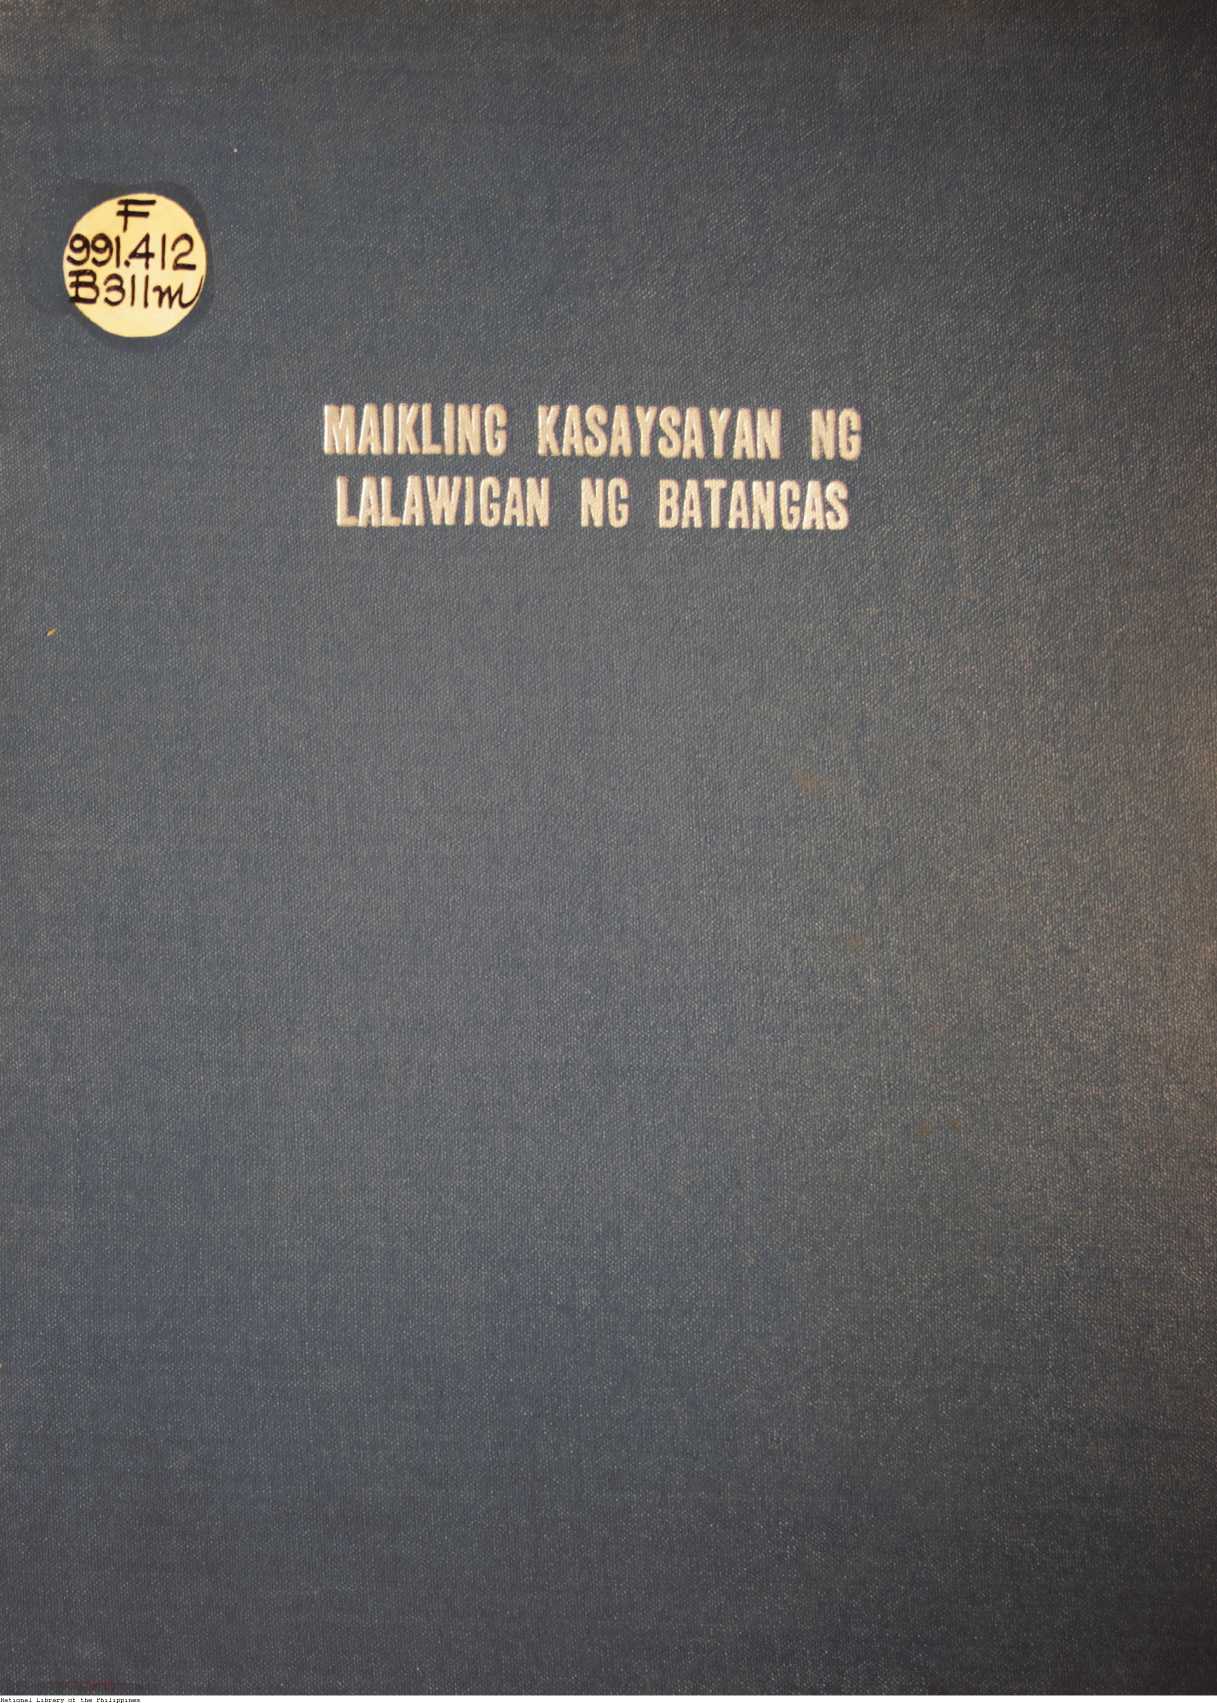 F
991.412
B311m
MAIKLING KASAYSAYAN NG
LALAWIGAN NG BATANGAS
National Library of the Philippines